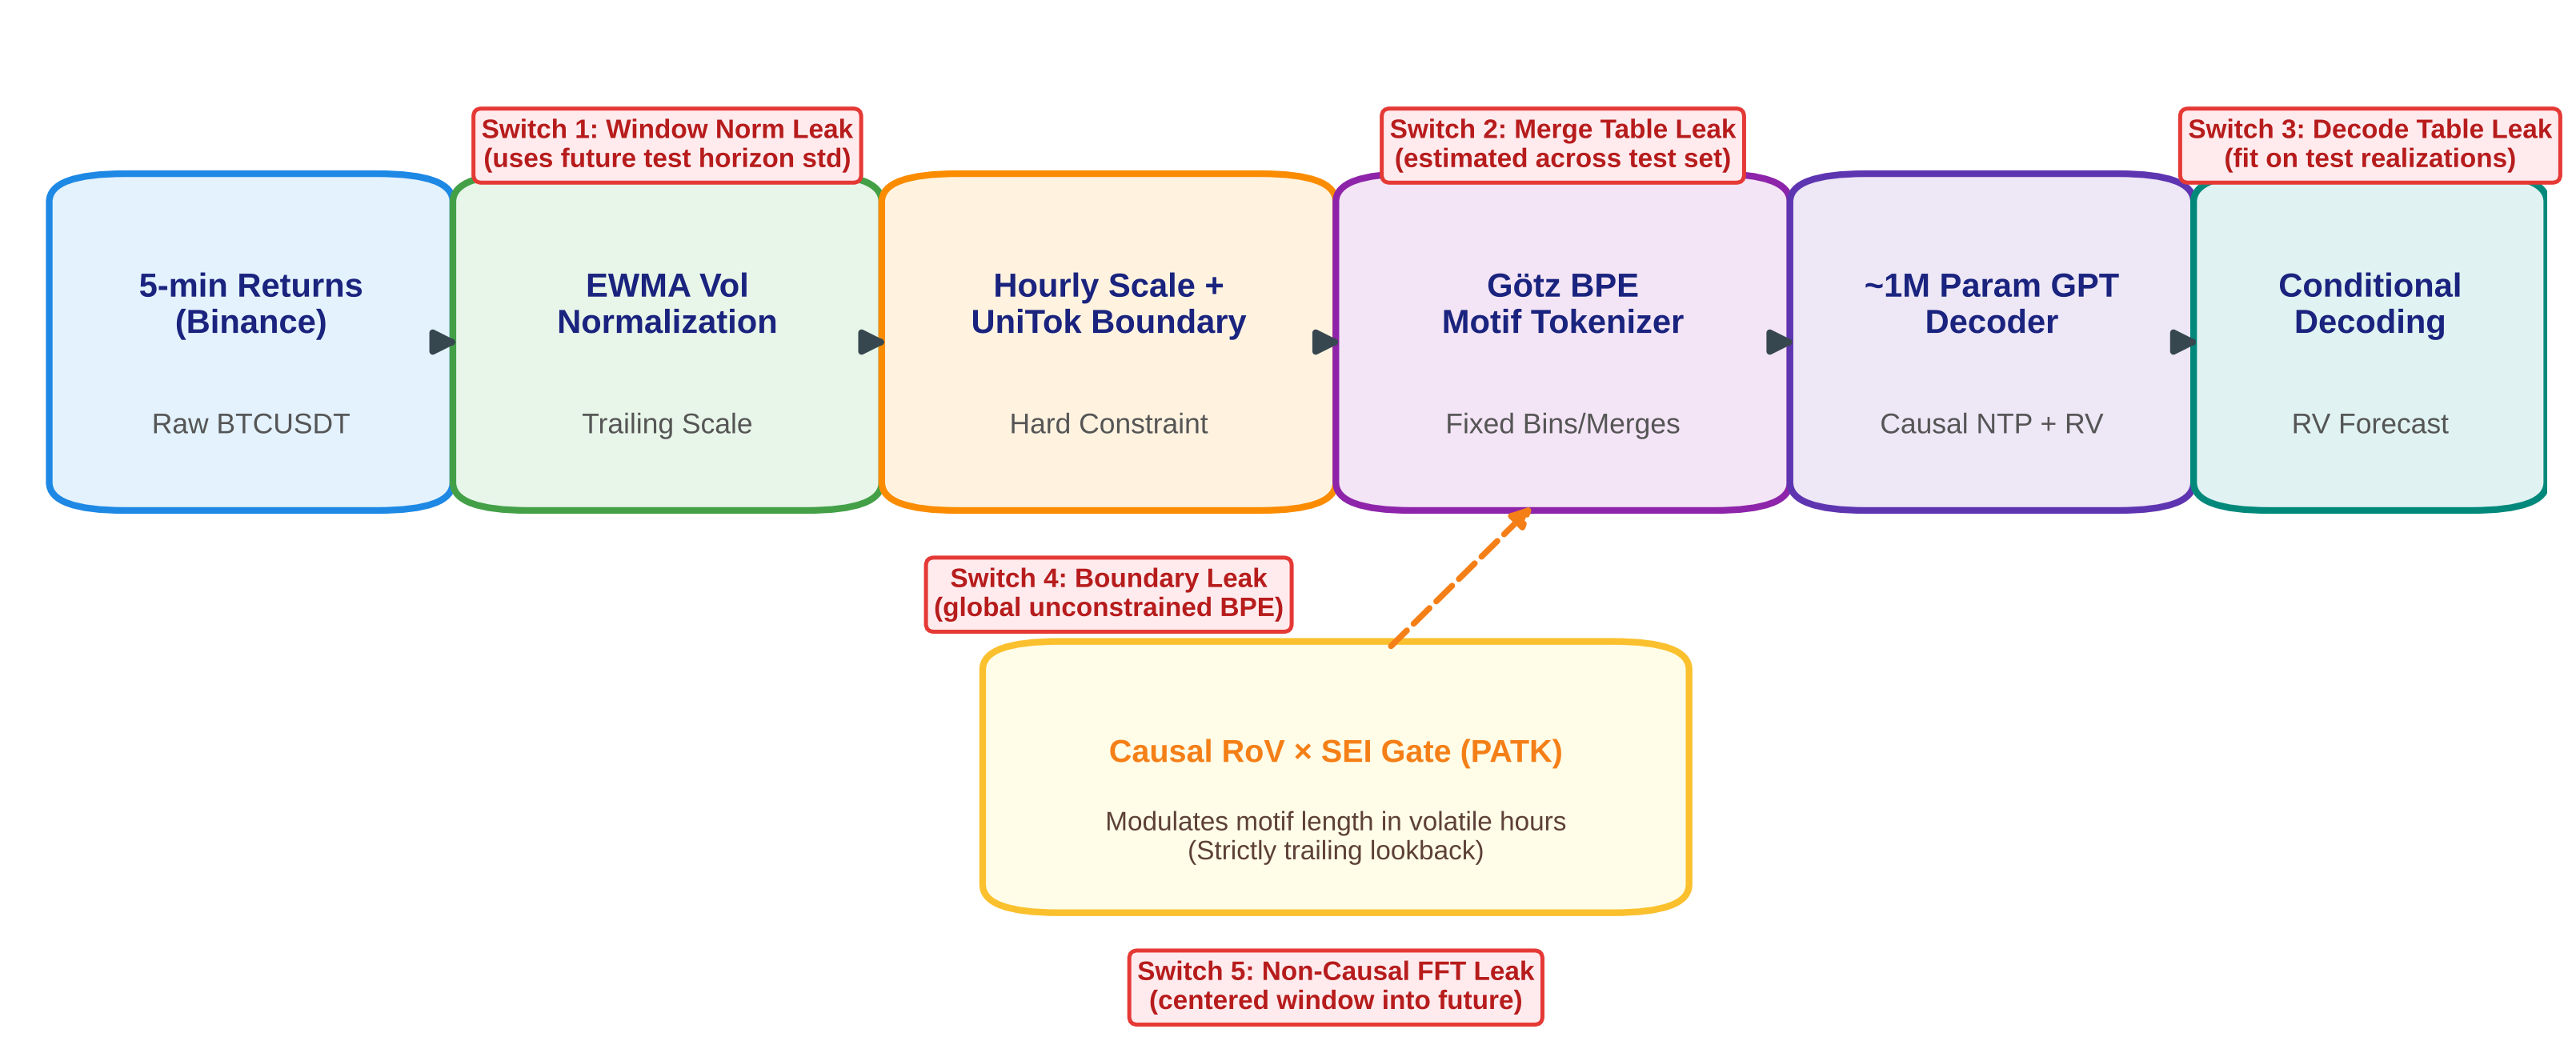 Switch 1: Window Norm Leak
(uses future test horizon std)
Switch 2: Merge Table Leak
(estimated across test set)
Switch 3: Decode Table Leak
(fit on test realizations)
5-min Returns
(Binance)
Raw BTCUSDT
EWMA Vol
Normalization
Trailing Scale
Hourly Scale +
UniTok Boundary
Hard Constraint
Götz BPE
Motif Tokenizer
Fixed Bins/Merges
~1M Param GPT
Decoder
Causal NTP + RV
Conditional
Decoding
RV Forecast
Switch 4: Boundary Leak
(global unconstrained BPE)
Causal RoV × SEI Gate (PATK)
Modulates motif length in volatile hours
(Strictly trailing lookback)
Switch 5: Non-Causal FFT Leak
(centered window into future)